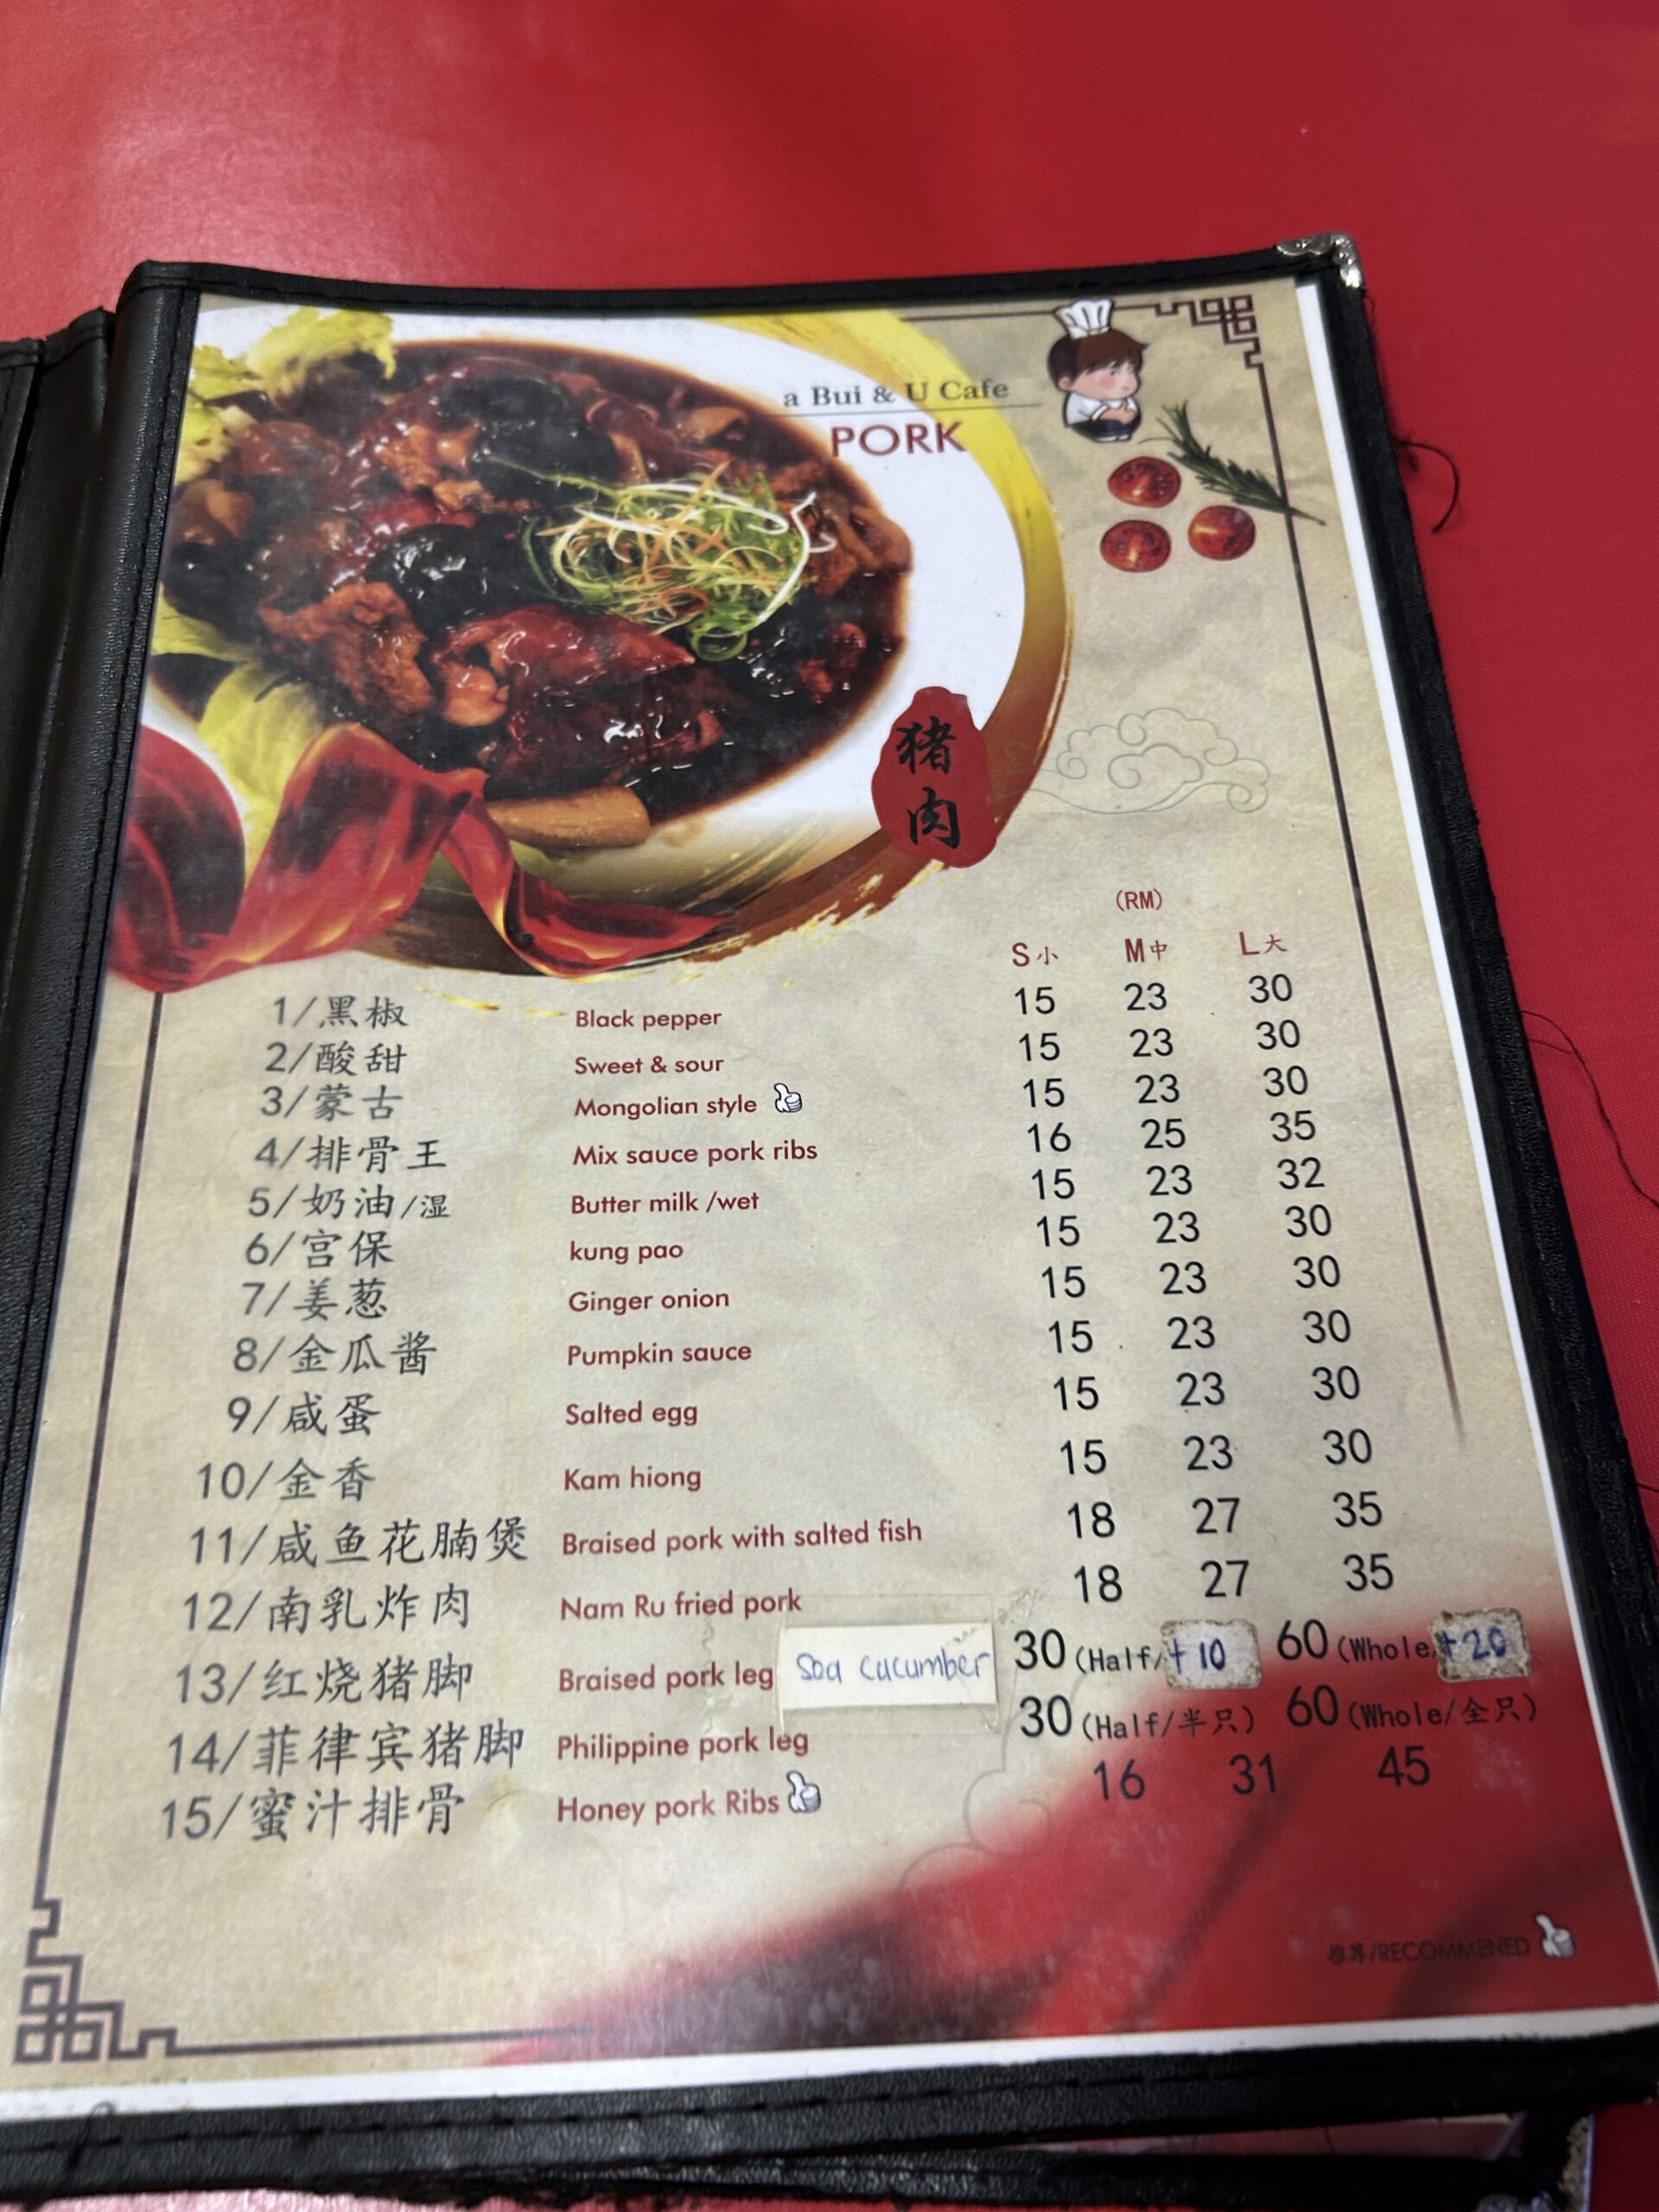 a Bui & U Cafe
PORK
猪肉
(RM)
S小 M中 L大
1/黑椒 Black pepper 15 23 30
2/酸甜 Sweet & sour 15 23 30
3/蒙古 Mongolian style 15 23 30
4/排骨王 Mix sauce pork ribs 16 25 35
5/奶油/湿 Butter milk /wet 15 23 32
6/宫保 kung pao 15 23 30
7/姜葱 Ginger onion 15 23 30
8/金瓜酱 Pumpkin sauce 15 23 30
9/咸蛋 Salted egg 15 23 30
10/金香 Kam hiong 15 23 30
11/咸鱼花腩煲 Braised pork with salted fish 18 27 35
12/南乳炸肉 Nam Ru fried pork 18 27 35
13/红烧猪脚 Braised pork leg Soa cucumber 30 (Half/ +10 60 (Whole +20
14/菲律宾猪脚 Philippine pork leg 30 (Half/半只) 60 (Whole/全只)
15/蜜汁排骨 Honey pork Ribs 16 31 45
推荐/RECOMMENED